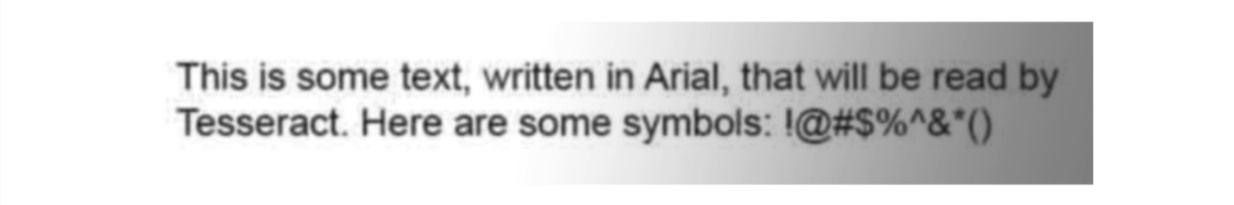 This is some text, written in Arial, that will be read by
Tesseract. Here are some symbols: !@#$%^&*()